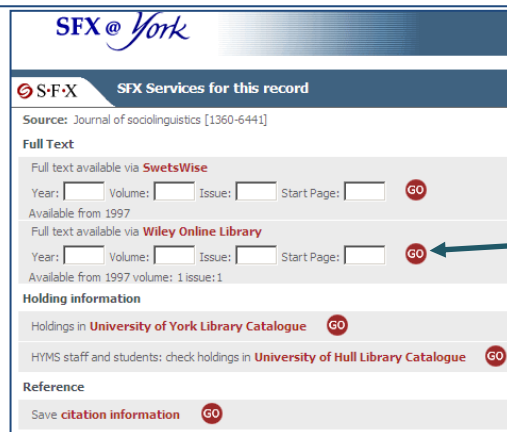 SFX @ York
S·F·X SFX Services for this record
Source: Journal of sociolinguistics [1360-6441]
Full Text
Full text available via SwetsWise
Year: Volume: Issue: Start Page: GO
Available from 1997
Full text available via Wiley Online Library
Year: Volume: Issue: Start Page: GO
Available from 1997 volume: 1 issue:1
Holding information
Holdings in University of York Library Catalogue GO
HYMS staff and students: check holdings in University of Hull Library Catalogue GO
Reference
Save citation information GO